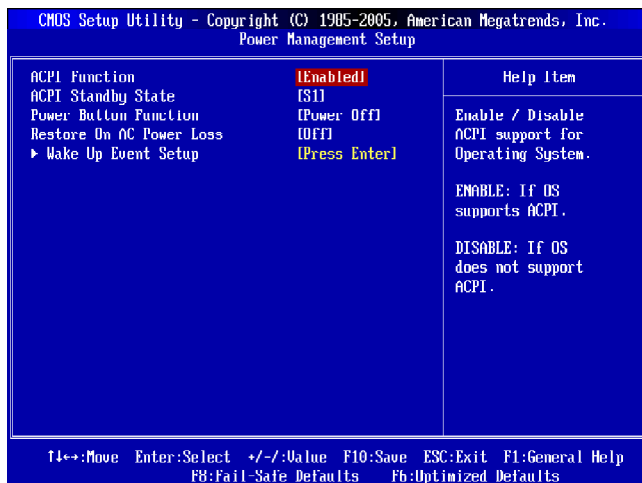 CMOS Setup Utility - Copyright (C) 1985-2005, American Megatrends, Inc.
Power Management Setup
ACPI Function [Enabled]
ACPI Standby State [S1]
Power Button Function [Power Off]
Restore On AC Power Loss [Off]
▶ Wake Up Event Setup [Press Enter]
Help Item
Enable / Disable
ACPI support for
Operating System.
ENABLE: If OS
supports ACPI.
DISABLE: If OS
does not support
ACPI.
↑↓←→:Move Enter:Select +/-/:Value F10:Save ESC:Exit F1:General Help
F8:Fail-Safe Defaults F6:Optimized Defaults